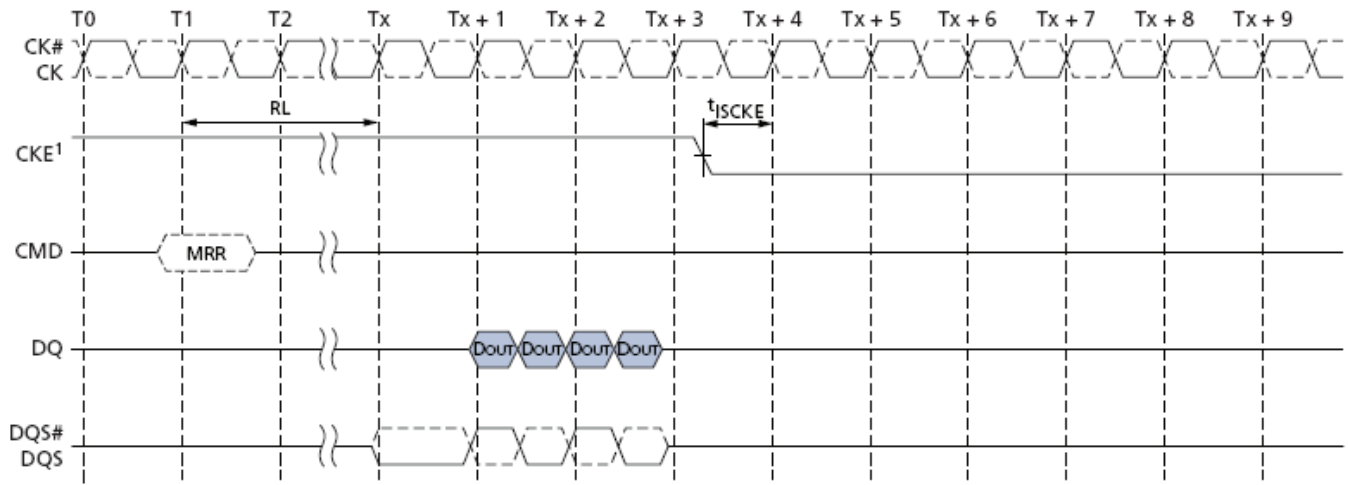 T0 T1 T2 Tx Tx + 1 Tx + 2 Tx + 3 Tx + 4 Tx + 5 Tx + 6 Tx + 7 Tx + 8 Tx + 9
CK#
CK
RL tISCKE
CKE1
CMD MRR
DQ DOUT DOUT DOUT DOUT
DQS#
DQS